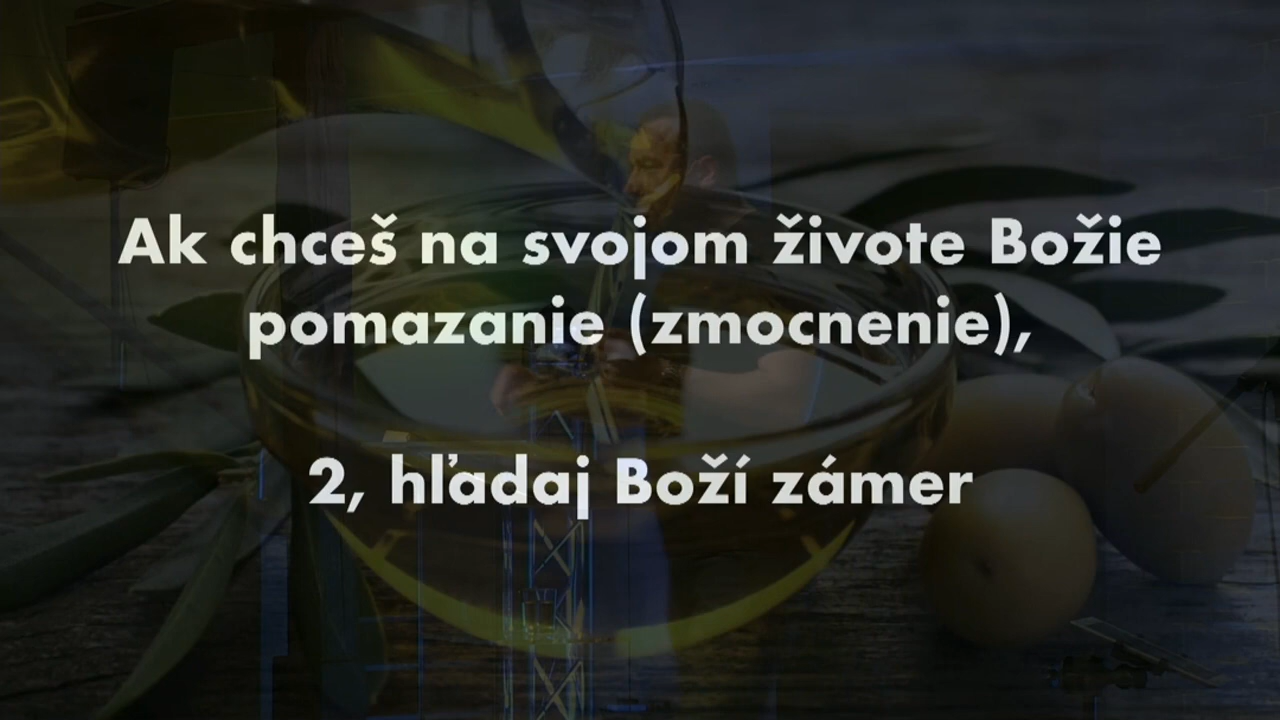 Ak chceš na svojom živote Božie
pomazanie (zmocnenie),
2, hľadaj Boží zámer